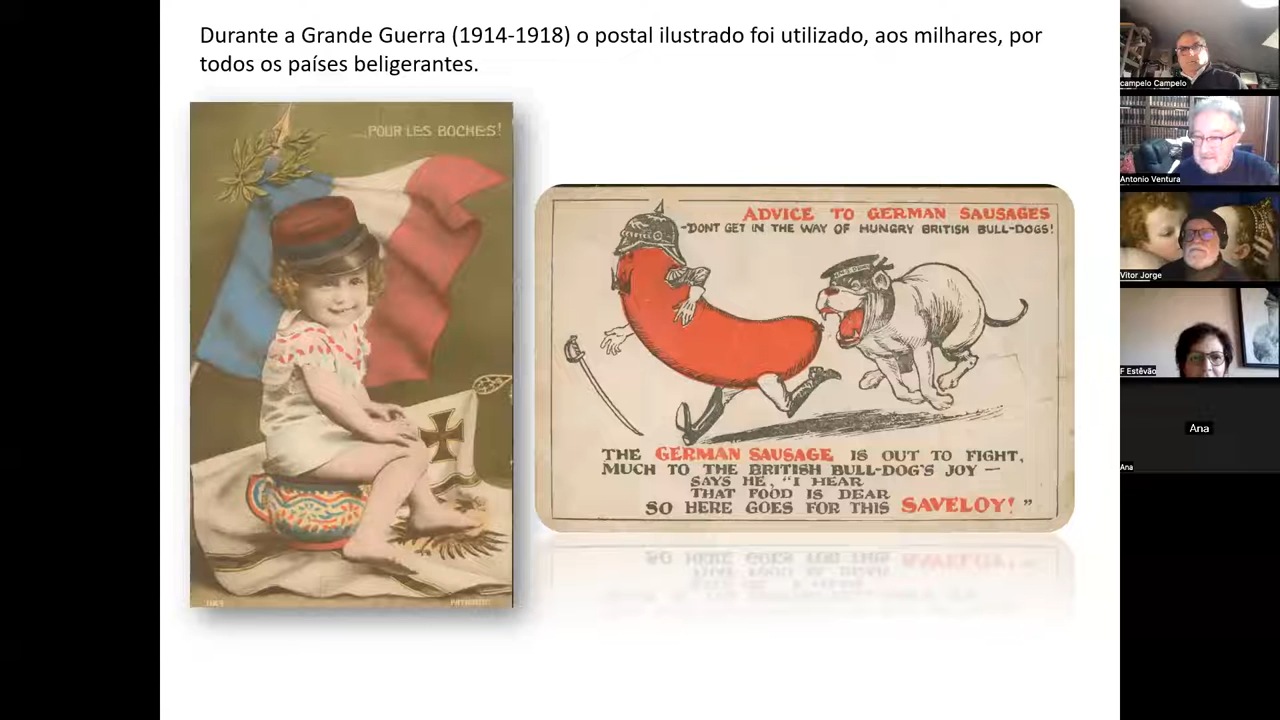 Durante a Grande Guerra (1914-1918) o postal ilustrado foi utilizado, aos milhares, por
todos os países beligerantes.
...POUR LES BOCHES!
ADVICE TO GERMAN SAUSAGES
-"DONT GET IN THE WAY OF HUNGRY BRITISH BULL-DOGS!
THE GERMAN SAUSAGE IS OUT TO FIGHT,
MUCH TO THE BRITISH BULL-DOG'S JOY —
SAYS HE, "I HEAR
THAT FOOD IS DEAR
SO HERE GOES FOR THIS SAVELOY!"
campelo Campelo
Antonio Ventura
Vitor Jorge
F Estêvão
Ana
Ana